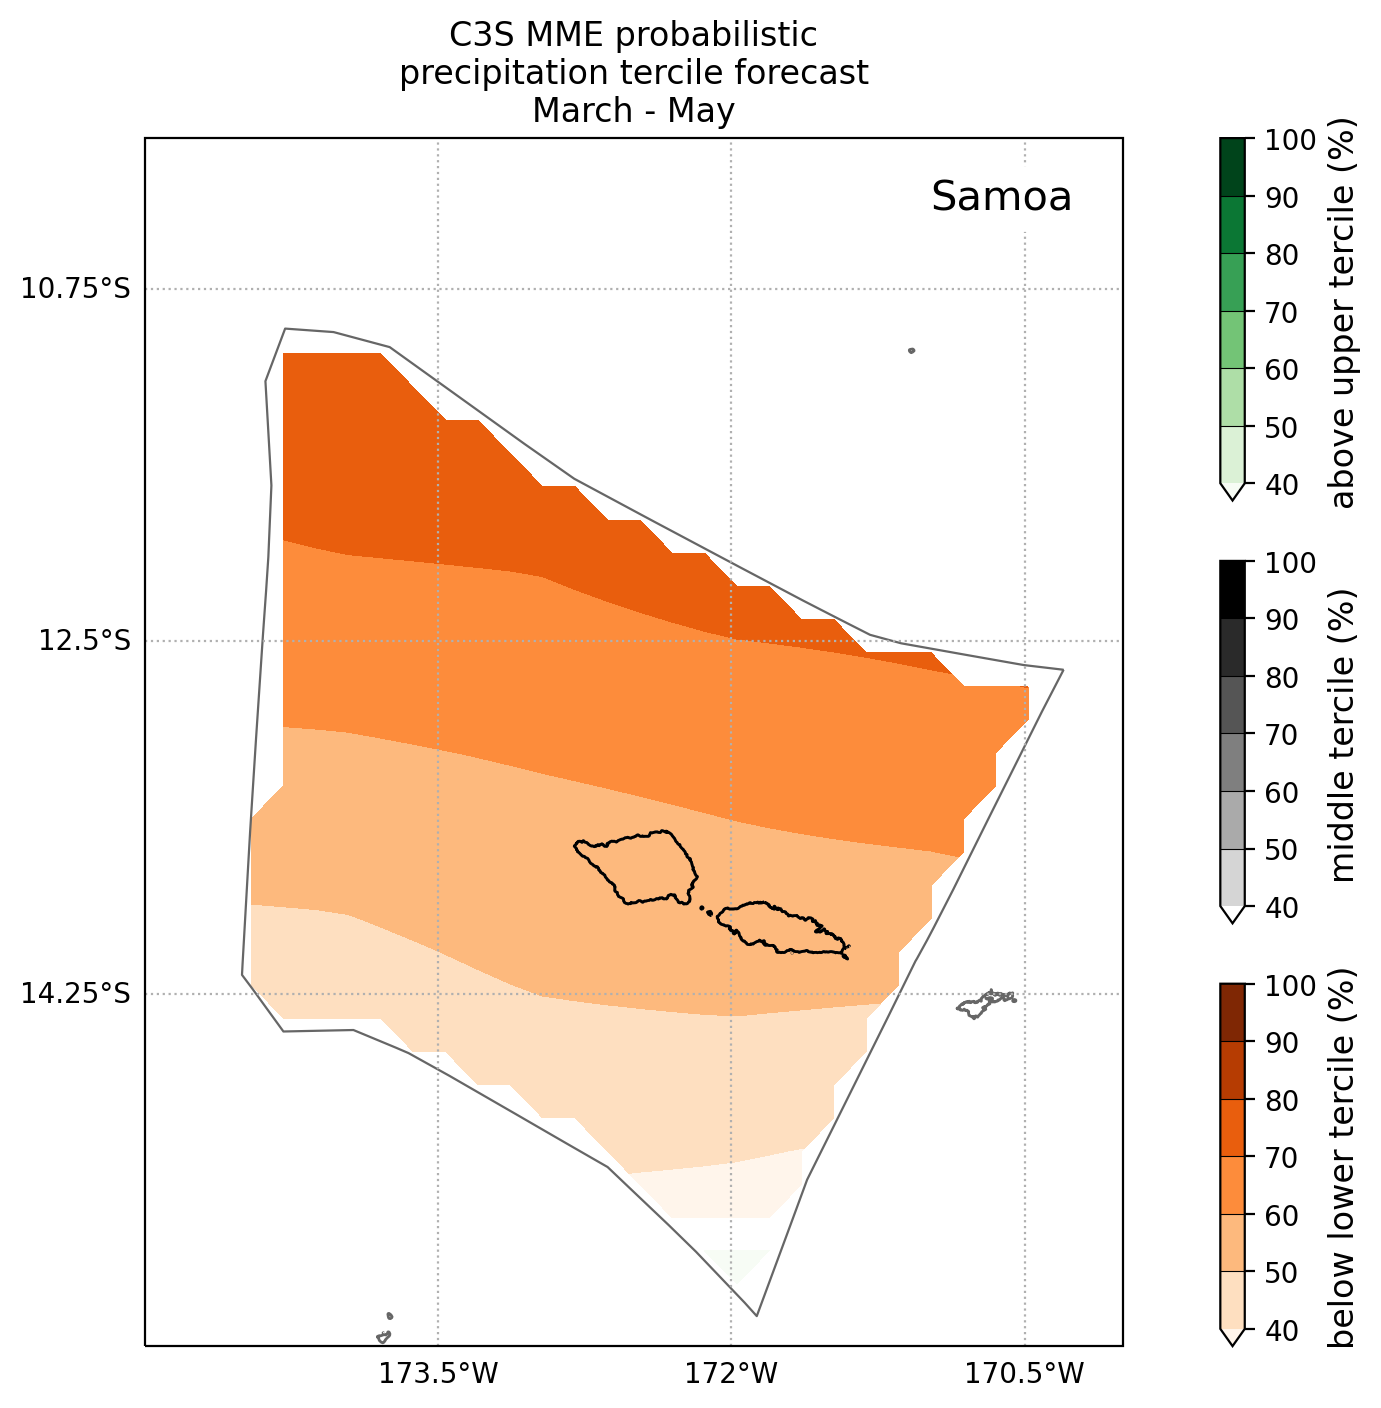 C3S MME probabilistic
precipitation tercile forecast
March - May
Samoa
10.75°S
12.5°S
14.25°S
173.5°W
172°W
170.5°W
100
90
80
70
60
50
40
above upper tercile (%)
100
90
80
70
60
50
40
middle tercile (%)
100
90
80
70
60
50
40
below lower tercile (%)